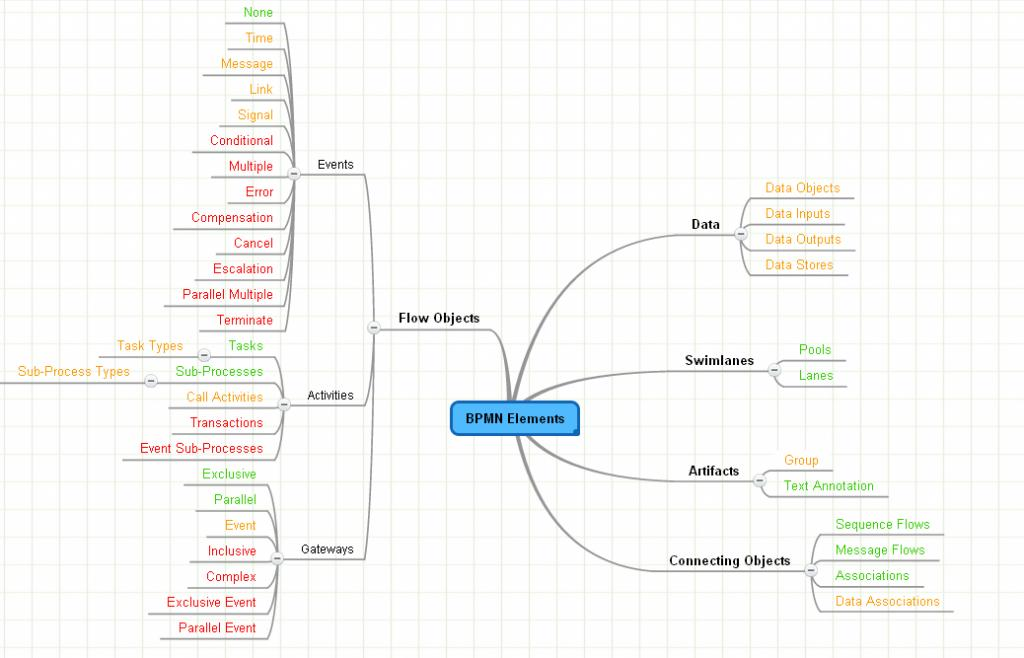 None
Time
Message
Link
Signal
Conditional
Multiple
Error
Compensation
Cancel
Escalation
Parallel Multiple
Terminate
Events
Task Types
Tasks
Sub-Process Types
Sub-Processes
Call Activities
Transactions
Event Sub-Processes
Activities
Exclusive
Parallel
Event
Inclusive
Complex
Exclusive Event
Parallel Event
Gateways
Flow Objects
BPMN Elements
Data
Data Objects
Data Inputs
Data Outputs
Data Stores
Swimlanes
Pools
Lanes
Artifacts
Group
Text Annotation
Connecting Objects
Sequence Flows
Message Flows
Associations
Data Associations